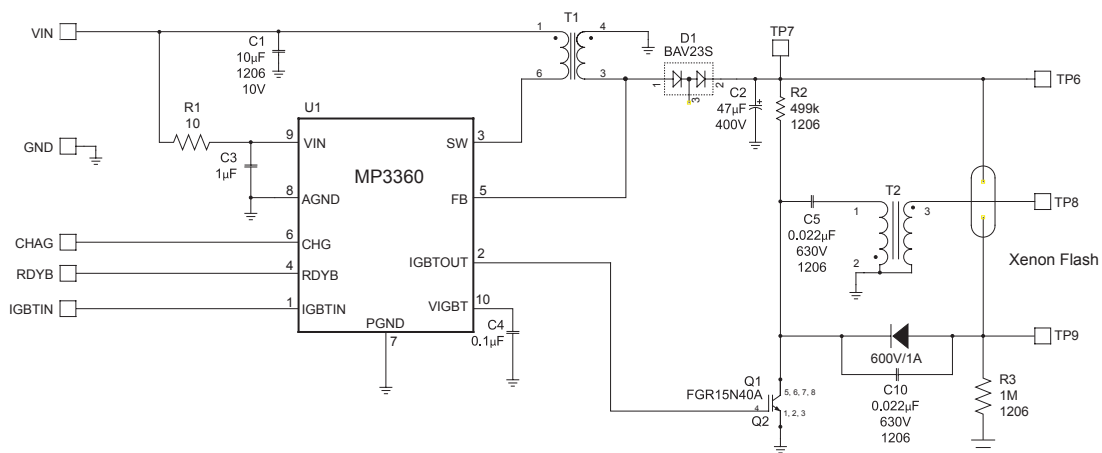 T1
1
4
6
3
VIN
C1
10µF
1206
10V
D1
BAV23S
1
2
3
TP7
TP6
C2
47µF
400V
R2
499k
1206
R1
10
U1
GND
C3
1µF
9
VIN
SW
3
MP3360
8
AGND
FB
5
CHAG
6
CHG
IGBTOUT
2
RDYB
4
RDYB
IGBTIN
1
IGBTIN
VIGBT
10
PGND
7
C4
0.1µF
C5
0.022µF
630V
1206
T2
1
3
2
TP8
Xenon Flash
TP9
600V/1A
C10
0.022µF
630V
1206
R3
1M
1206
Q1
FGR15N40A
5, 6, 7, 8
4
Q2
1, 2, 3